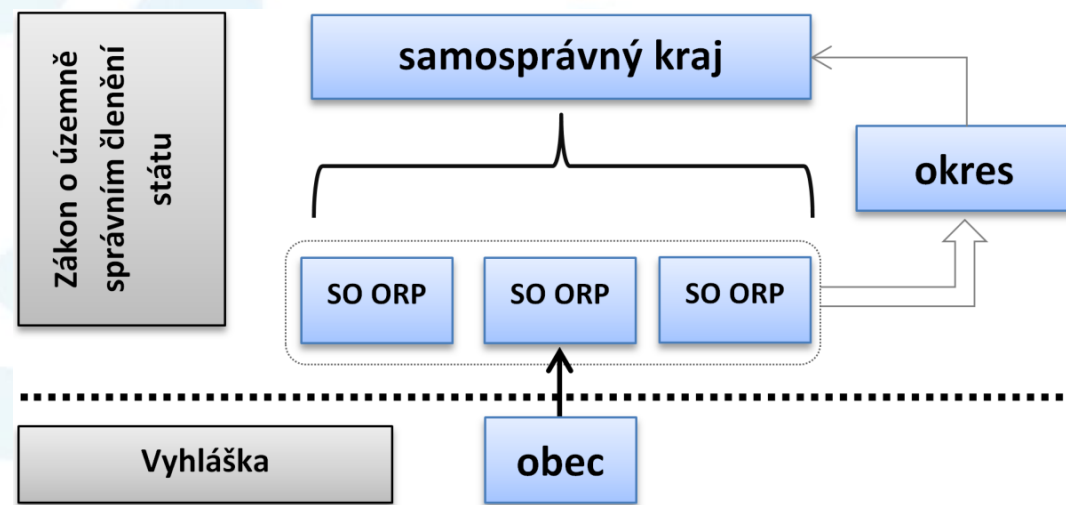 Zákon o územně
správním členění
státu
samosprávný kraj
okres
SO ORP
SO ORP
SO ORP
Vyhláška
obec